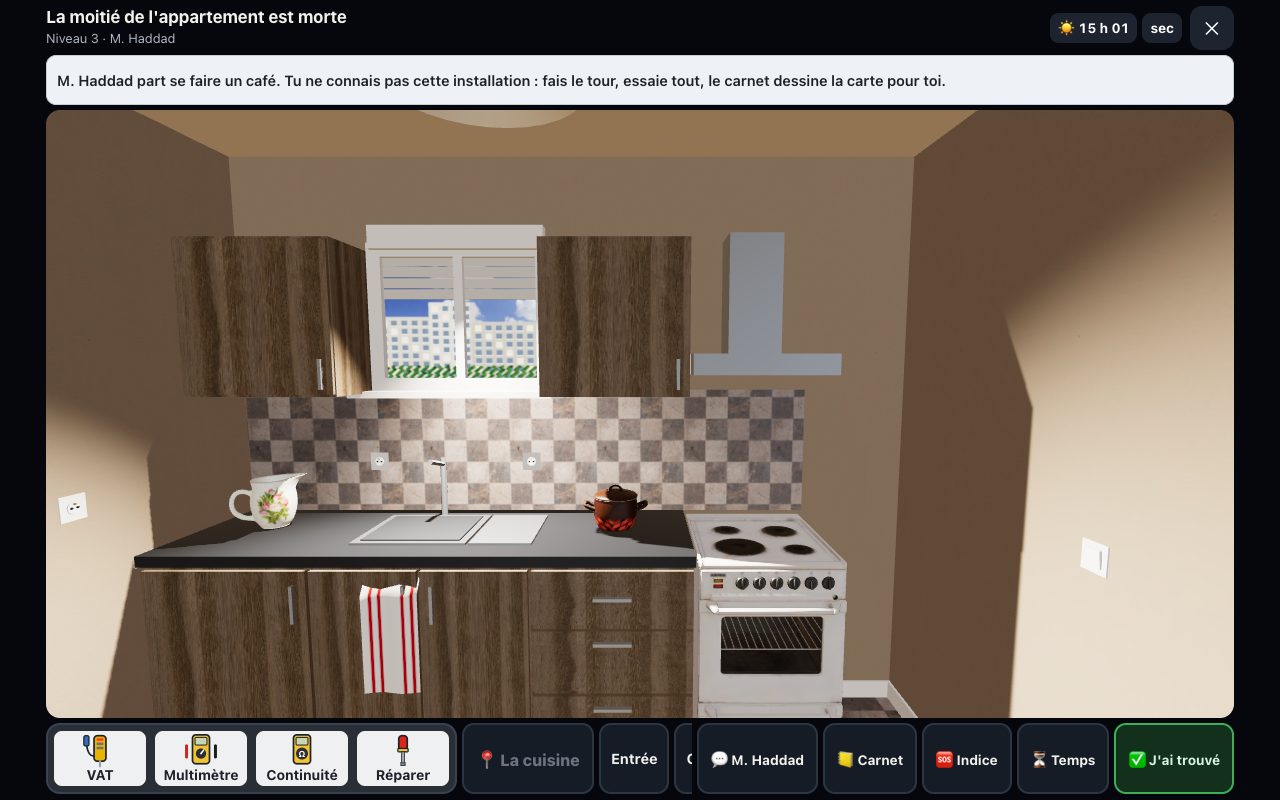 La moitié de l'appartement est morte
Niveau 3 · M. Haddad
15 h 01
sec
M. Haddad part se faire un café. Tu ne connais pas cette installation : fais le tour, essaie tout, le carnet dessine la carte pour toi.
VAT
Multimètre
Continuité
Réparer
La cuisine
Entrée
M. Haddad
Carnet
SOS
Indice
Temps
J'ai trouvé